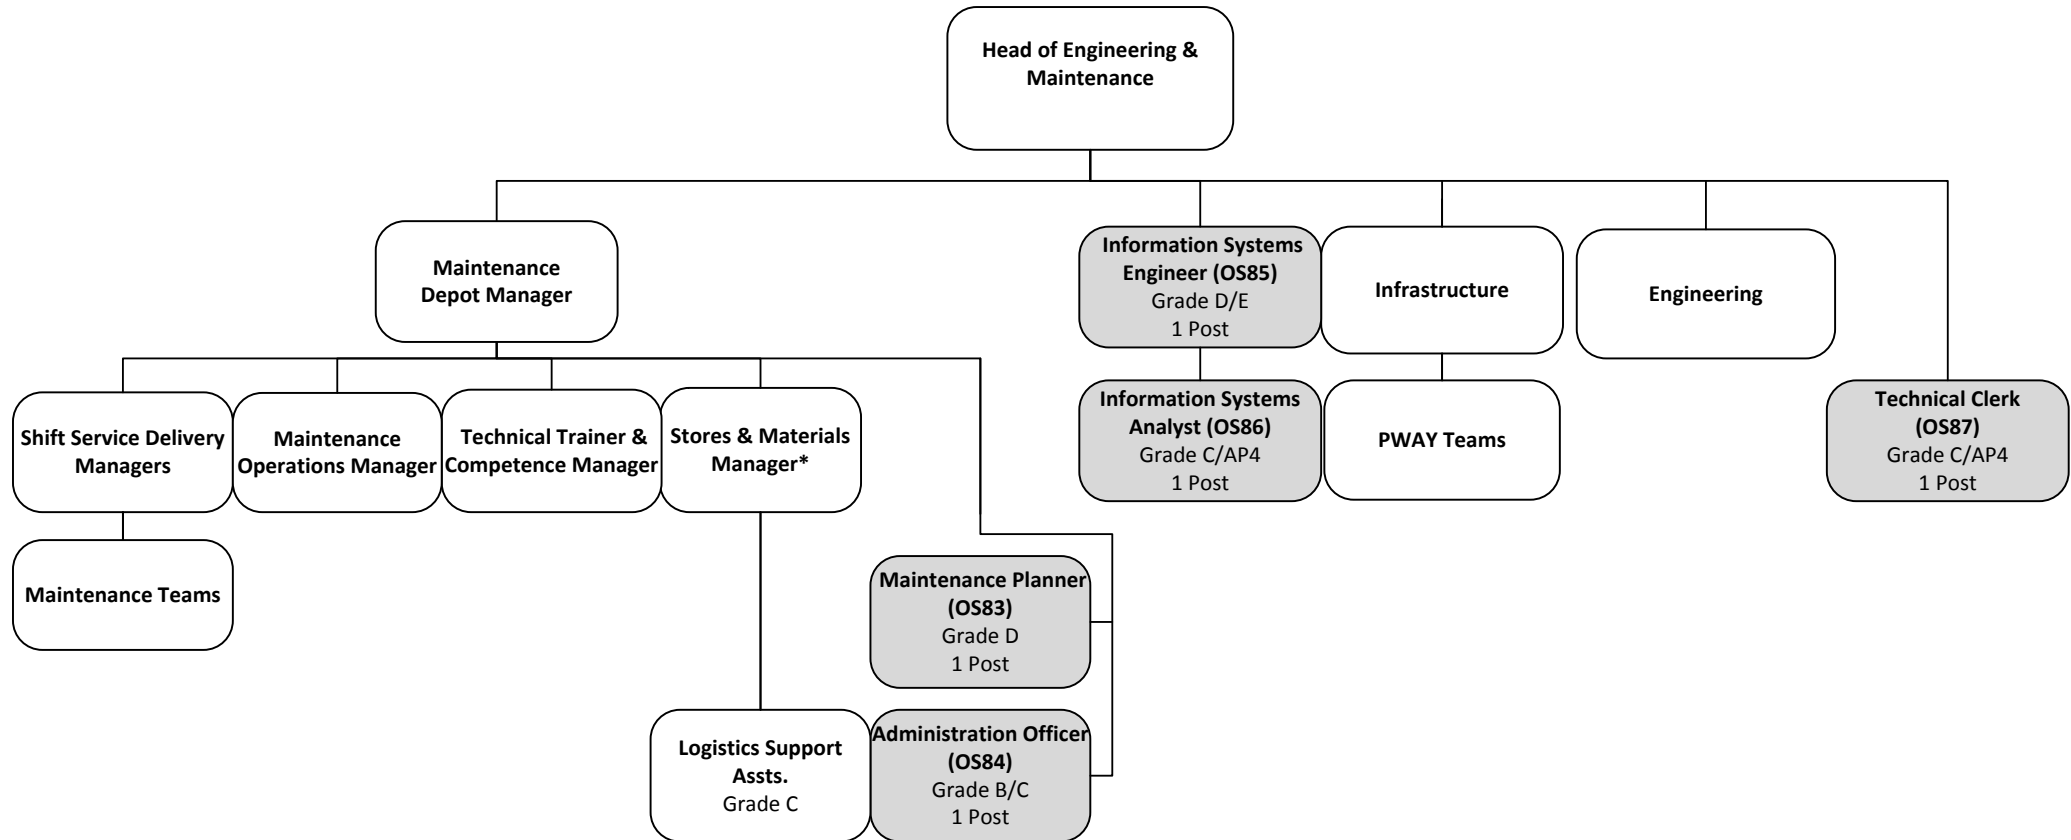 Head of Engineering &
Maintenance
Maintenance
Depot Manager
Information Systems
Engineer (OS85)
Grade D/E
1 Post
Infrastructure
Engineering
Shift Service Delivery
Managers
Maintenance
Operations Manager
Technical Trainer &
Competence Manager
Stores & Materials
Manager*
Information Systems
Analyst (OS86)
Grade C/AP4
1 Post
PWAY Teams
Technical Clerk
(OS87)
Grade C/AP4
1 Post
Maintenance Teams
Maintenance Planner
(OS83)
Grade D
1 Post
Logistics Support
Assts.
Grade C
Administration Officer
(OS84)
Grade B/C
1 Post